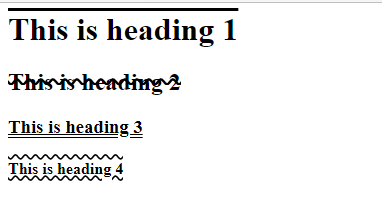 This is heading 1
This is heading 2
This is heading 3
This is heading 4